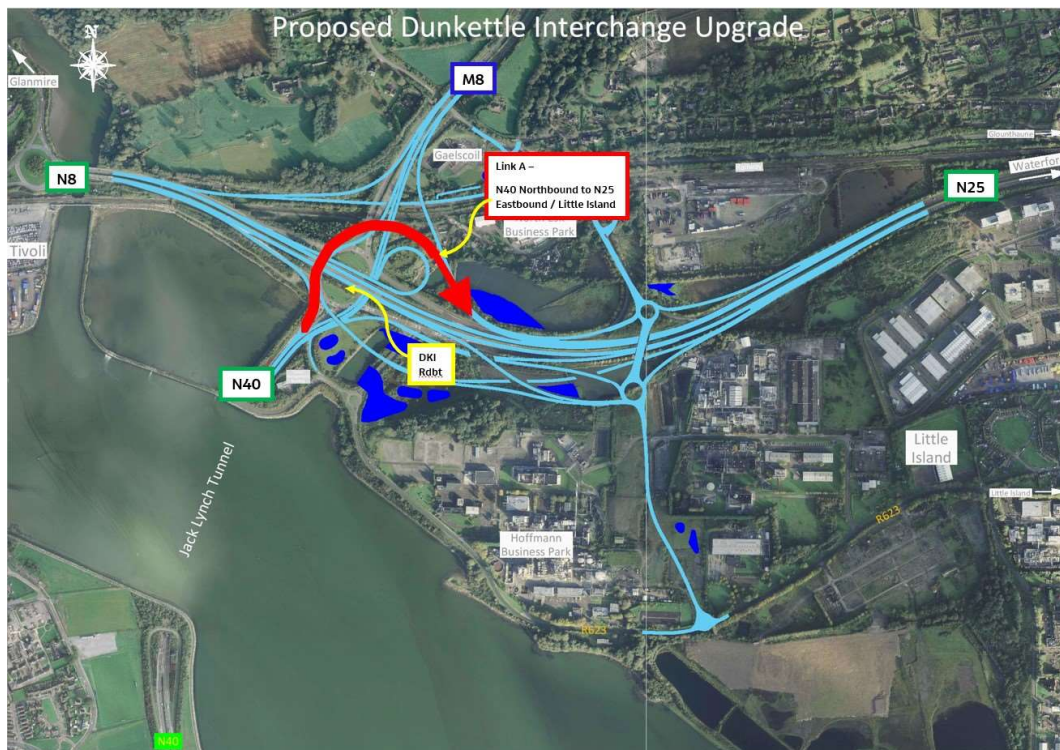 Proposed Dunkettle Interchange Upgrade
N
Glanmire
M8
Glounthaune
Gaelscoil
Link A –
N40 Northbound to N25
Eastbound / Little Island
Waterford
N8
N25
Business Park
Tivoli
DKI
Rdbt
N40
Jack Lynch Tunnel
Little
Island
Little Island
R623
Hoffmann
Business Park
R623
N40